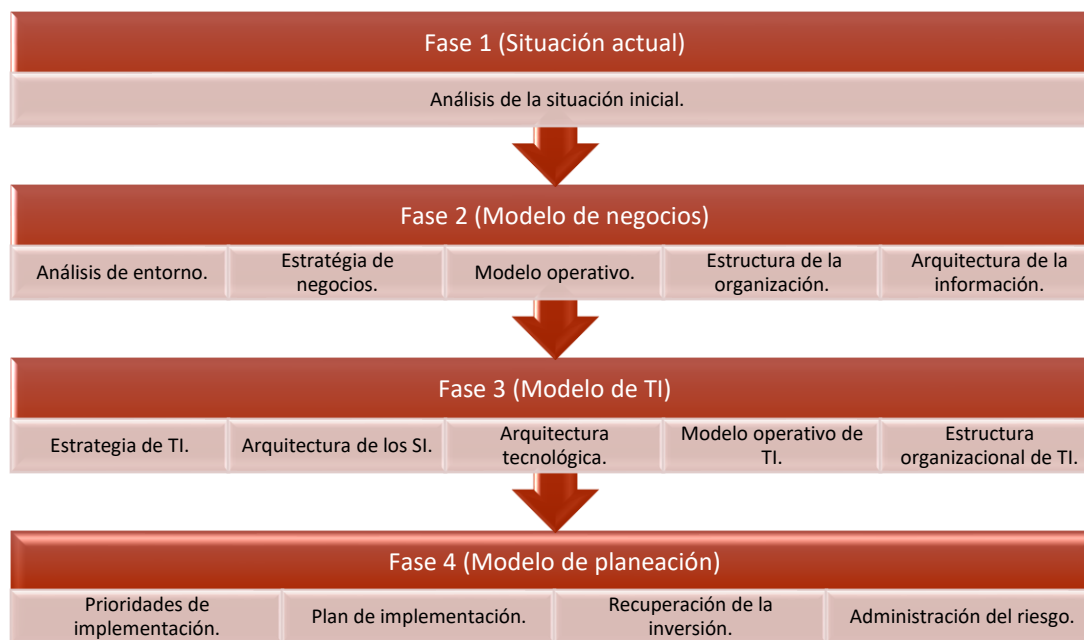 Fase 1 (Situación actual)
Análisis de la situación inicial.
Fase 2 (Modelo de negocios)
Análisis de entorno.
Estratégia de
negocios.
Modelo operativo.
Estructura de la
organización.
Arquitectura de la
información.
Fase 3 (Modelo de TI)
Estrategia de TI.
Arquitectura de los SI.
Arquitectura
tecnológica.
Modelo operativo de
TI.
Estructura
organizacional de TI.
Fase 4 (Modelo de planeación)
Prioridades de
implementación.
Plan de implementación.
Recuperación de la
inversión.
Administración del riesgo.